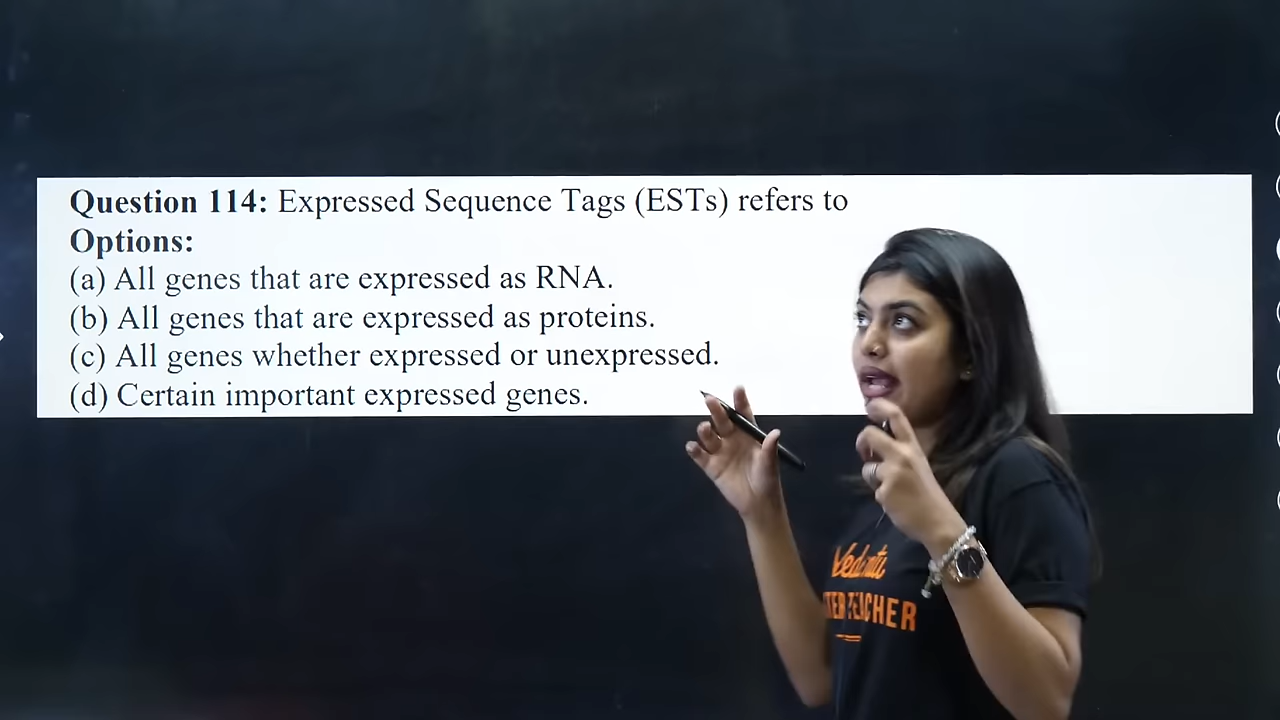 Question 114: Expressed Sequence Tags (ESTs) refers to
Options:
(a) All genes that are expressed as RNA.
(b) All genes that are expressed as proteins.
(c) All genes whether expressed or unexpressed.
(d) Certain important expressed genes.
Vedantu
TEACHER